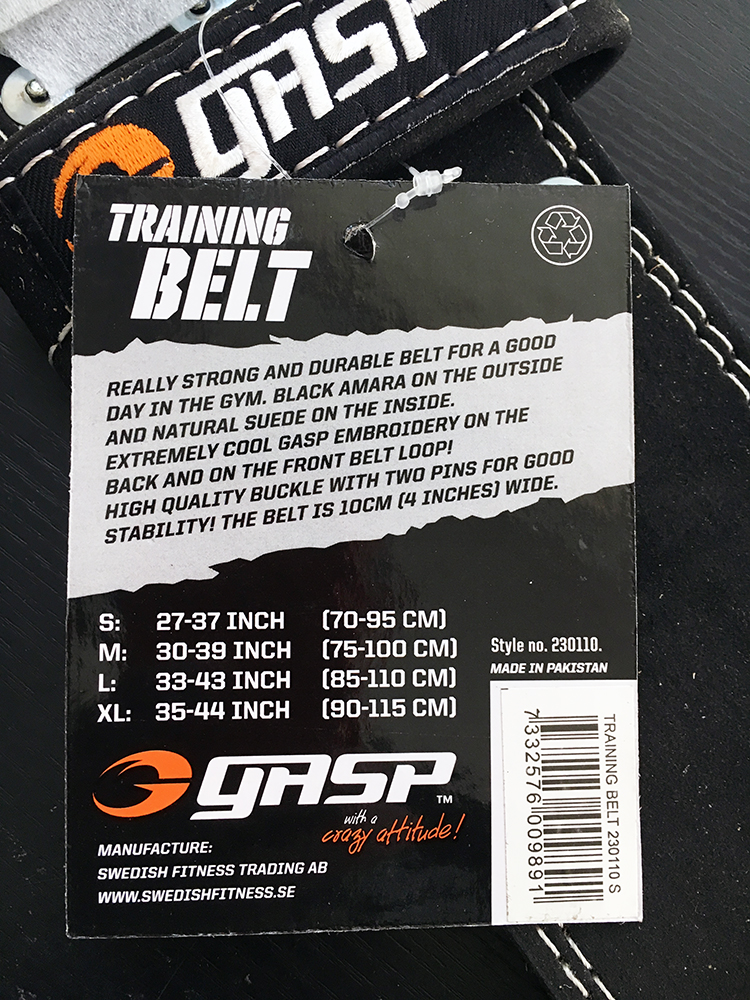 gASP
TRAINING
BELT
REALLY STRONG AND DURABLE BELT FOR A GOOD
DAY IN THE GYM. BLACK AMARA ON THE OUTSIDE
AND NATURAL SUEDE ON THE INSIDE.
EXTREMELY COOL GASP EMBROIDERY ON THE
BACK AND ON THE FRONT BELT LOOP!
HIGH QUALITY BUCKLE WITH TWO PINS FOR GOOD
STABILITY! THE BELT IS 10CM (4 INCHES) WIDE.
S: 27-37 INCH (70-95 CM)
M: 30-39 INCH (75-100 CM)
L: 33-43 INCH (85-110 CM)
XL: 35-44 INCH (90-115 CM)
Style no. 230110.
MADE IN PAKISTAN
gASP™
with a
crazy attitude!
MANUFACTURE:
SWEDISH FITNESS TRADING AB
WWW.SWEDISHFITNESS.SE
TRAINING BELT 230110 S
7332576009891